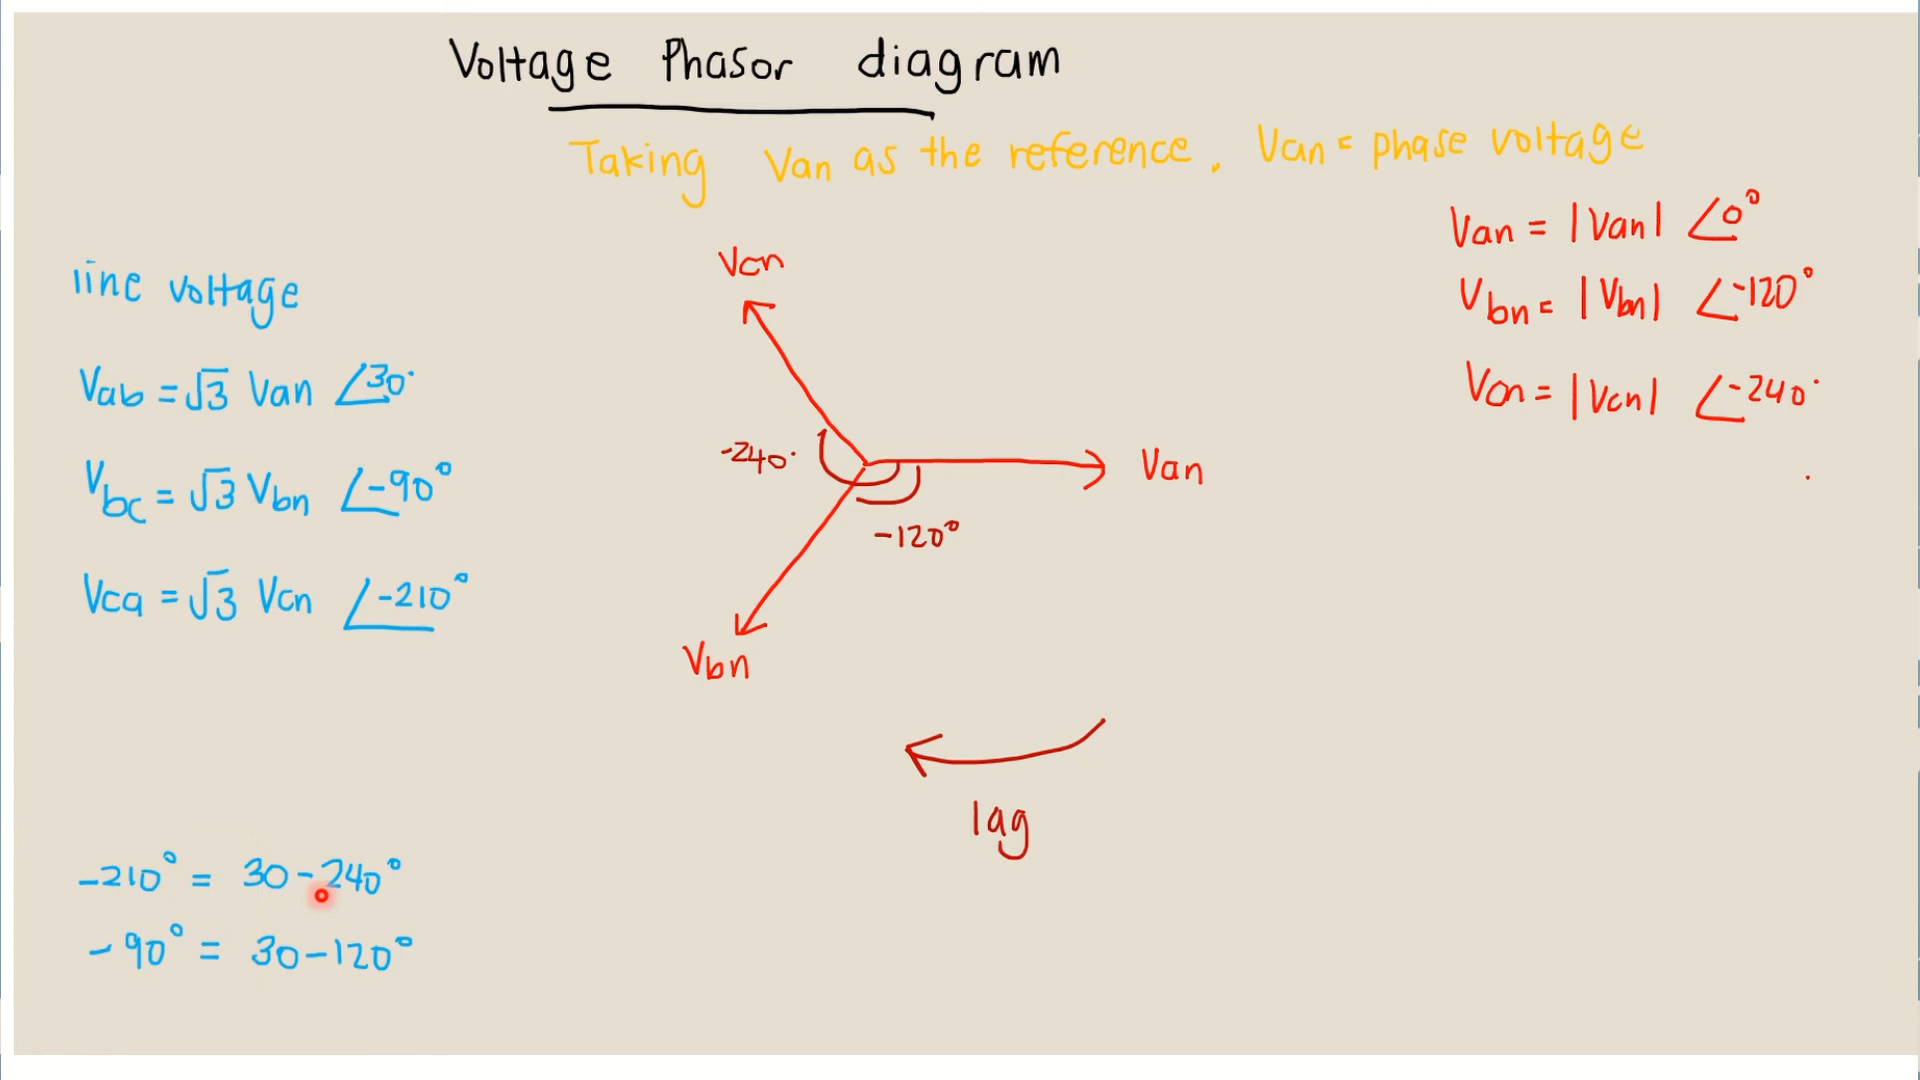 Voltage Phasor diagram
Taking Van as the reference. Van = phase voltage
Van = |Van| ∠0°
Vbn = |Vbn| ∠-120°
Vcn = |Vcn| ∠-240°
line voltage
Vab = √3 Van ∠30°
Vbc = √3 Vbn ∠-90°
Vca = √3 Vcn ∠-210°
Vcn
-240°
Van
-120°
Vbn
lag
-210° = 30-240°
-90° = 30-120°